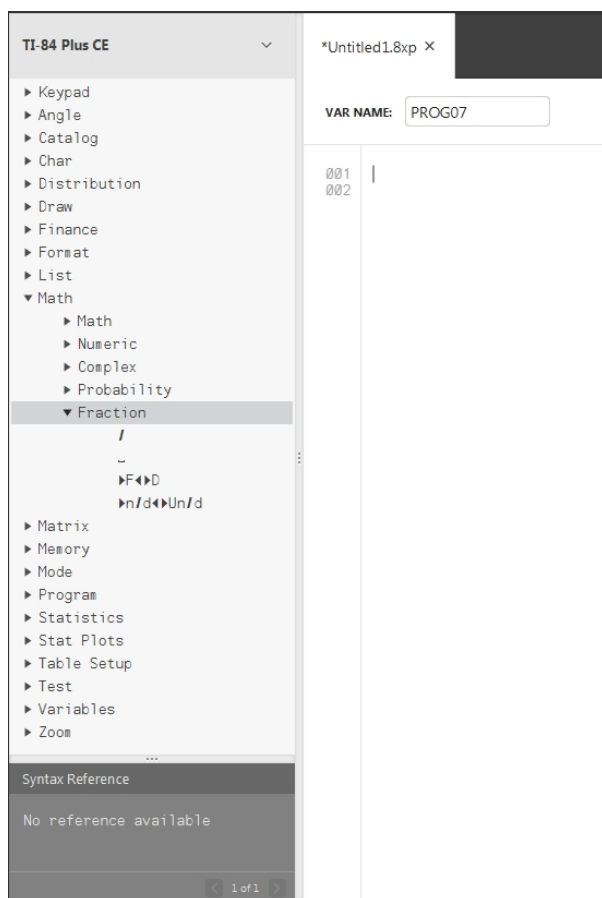 TI-84 Plus CE
*Untitled1.8xp ×
VAR NAME: PROG07
001
002
▶ Keypad
▶ Angle
▶ Catalog
▶ Char
▶ Distribution
▶ Draw
▶ Finance
▶ Format
▶ List
▼ Math
▶ Math
▶ Numeric
▶ Complex
▶ Probability
▼ Fraction
/
⎵
▶F◀▶D
▶n/d◀▶Un/d
▶ Matrix
▶ Memory
▶ Mode
▶ Program
▶ Statistics
▶ Stat Plots
▶ Table Setup
▶ Test
▶ Variables
▶ Zoom
Syntax Reference
No reference available
< 1 of 1 >